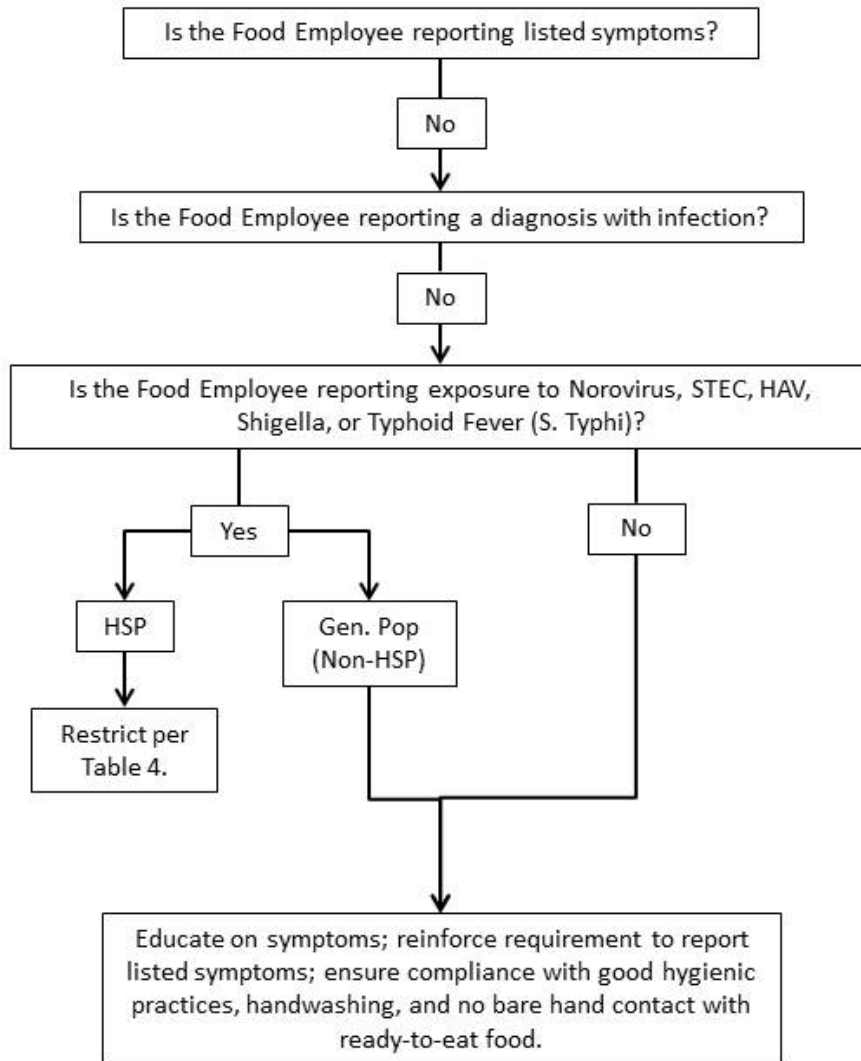 Is the Food Employee reporting listed symptoms?
No
Is the Food Employee reporting a diagnosis with infection?
No
Is the Food Employee reporting exposure to Norovirus, STEC, HAV,
Shigella, or Typhoid Fever (S. Typhi)?
Yes
No
HSP
Gen. Pop
(Non-HSP)
Restrict per
Table 4.
Educate on symptoms; reinforce requirement to report
listed symptoms; ensure compliance with good hygienic
practices, handwashing, and no bare hand contact with
ready-to-eat food.